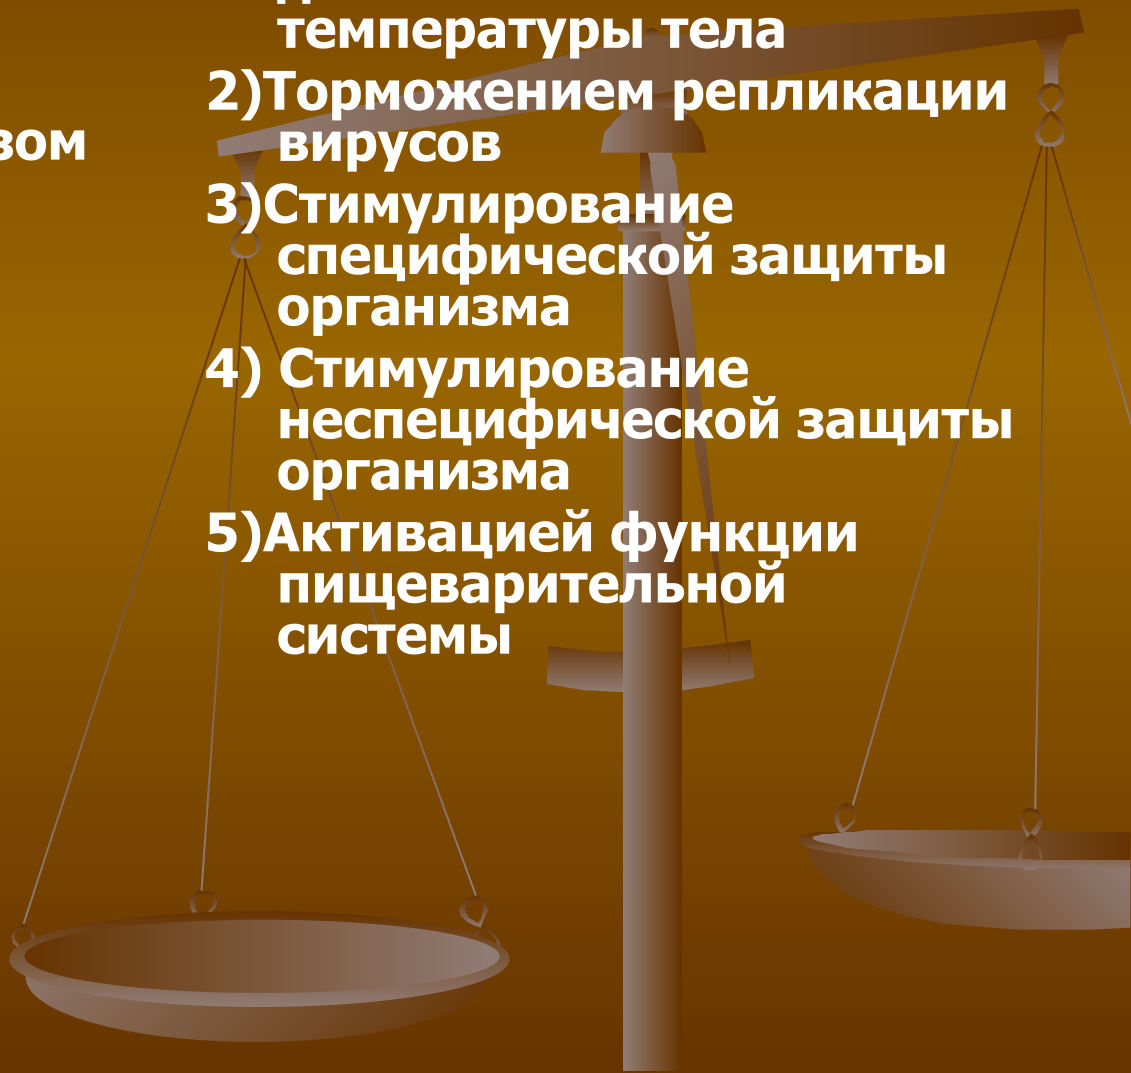 температуры тела
2)Торможением репликации
вирусов
3)Стимулирование
специфической защиты
организма
4) Стимулирование
неспецифической защиты
организма
5)Активацией функции
пищеварительной
системы